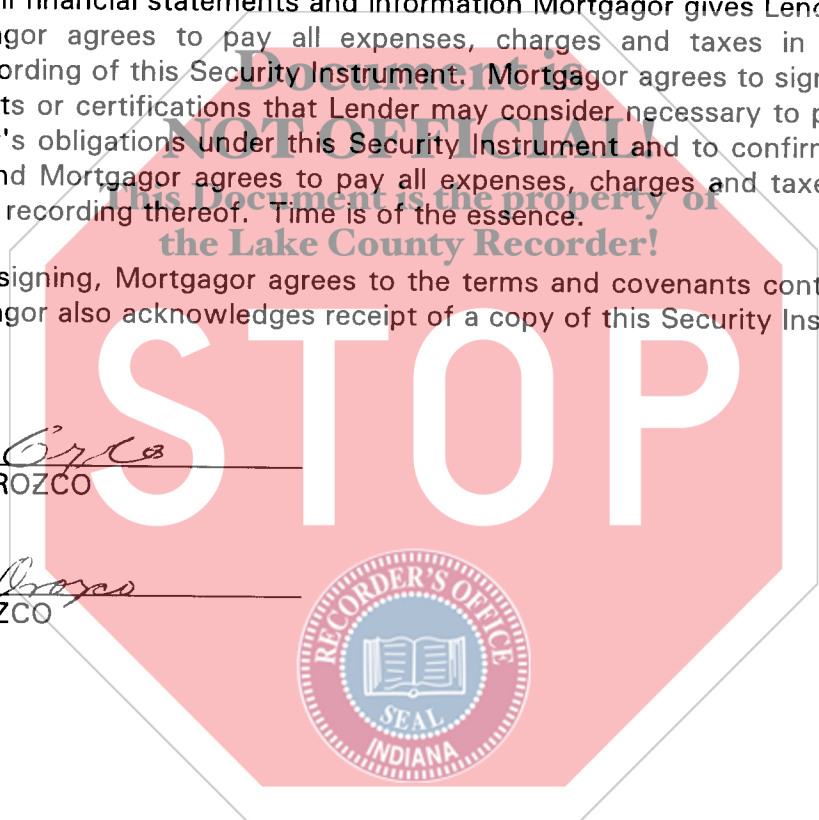 financial statements and information Mortgagor gives Lend
gor agrees to pay all expenses, charges and taxes in
ording of this Security Instrument. Mortgagor agrees to sign
ts or certifications that Lender may consider necessary to p
's obligations under this Security Instrument and to confirm
nd Mortgagor agrees to pay all expenses, charges and taxe
recording thereof. Time is of the essence.
Document is
NOT OFFICIAL!
This Document is the property of
the Lake County Recorder!
signing, Mortgagor agrees to the terms and covenants cont
gor also acknowledges receipt of a copy of this Security Ins
STOP
ROZCO
Orozco
ZCO
RECORDER'S OFFICE
SEAL
INDIANA